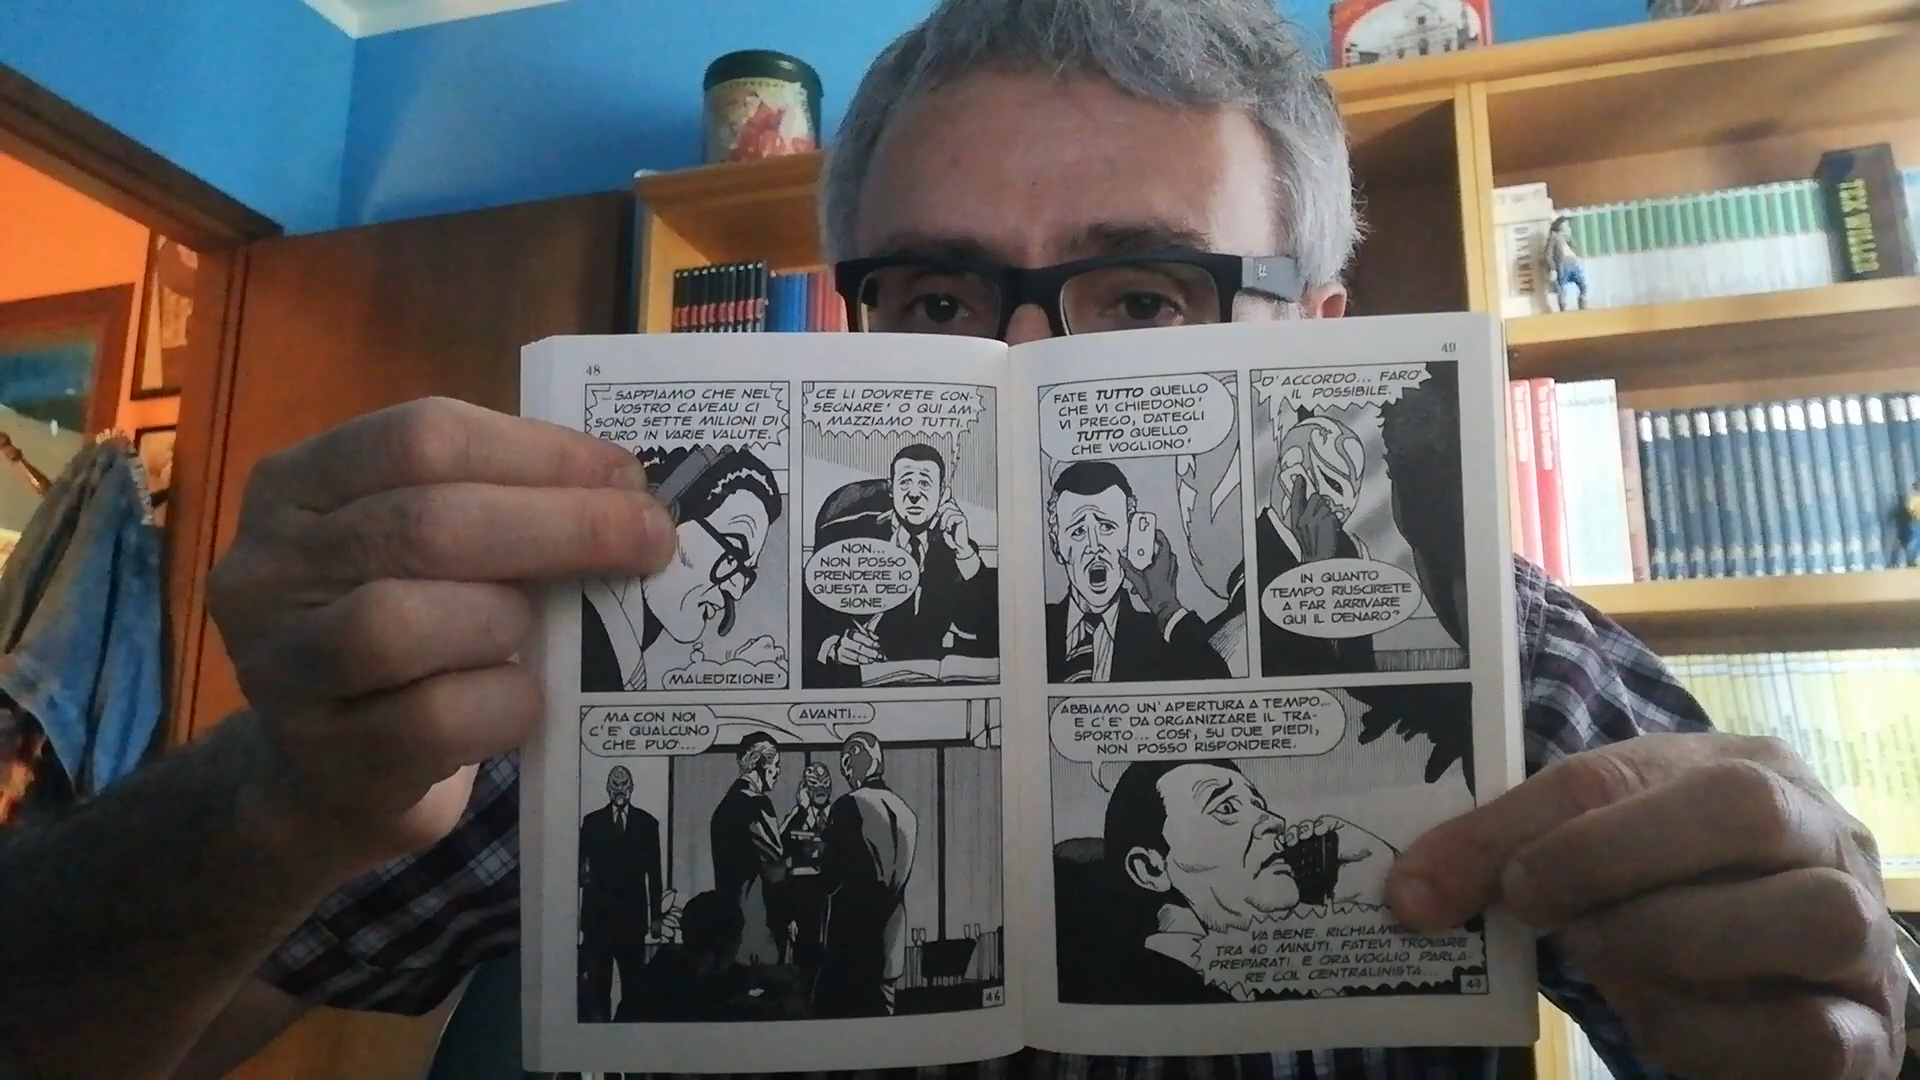 48
... SAPPIAMO CHE NEL
VOSTRO CAVEAU CI
SONO SETTE MILIONI DI
EURO IN VARIE VALUTE.
MALEDIZIONE!
CE LI DOVRETE CON-
SEGNARE! O QUI AM-
MAZZIAMO TUTTI.
NON...
NON POSSO
PRENDERE IO
QUESTA DECI-
SIONE.
MA CON NOI
C'E' QUALCUNO
CHE PUO'...
AVANTI...
46
49
FATE TUTTO QUELLO
CHE VI CHIEDONO!
VI PREGO, DATEGLI
TUTTO QUELLO
CHE VOGLIONO!
D'ACCORDO... FARO'
IL POSSIBILE.
IN QUANTO
TEMPO RIUSCIRETE
A FAR ARRIVARE
QUI IL DENARO?
ABBIAMO UN'APERTURA A TEMPO...
E C'E' DA ORGANIZZARE IL TRA-
SPORTO... COSI', SU DUE PIEDI,
NON POSSO RISPONDERE.
VA BENE.
TRA 40 MINUTI. FATEVI TROVARE
PREPARATI. E ORA VOGLIO PARLA-
RE COL CENTRALINISTA...
47
TEX WILLER